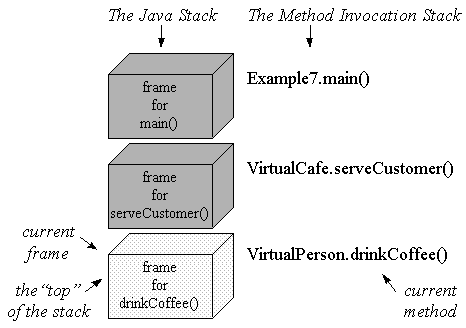 The Java Stack
The Method Invocation Stack
frame
for
main()
Example7.main()
frame
for
serveCustomer()
VirtualCafe.serveCustomer()
current
frame
the “top”
of the stack
frame
for
drinkCoffee()
VirtualPerson.drinkCoffee()
current
method